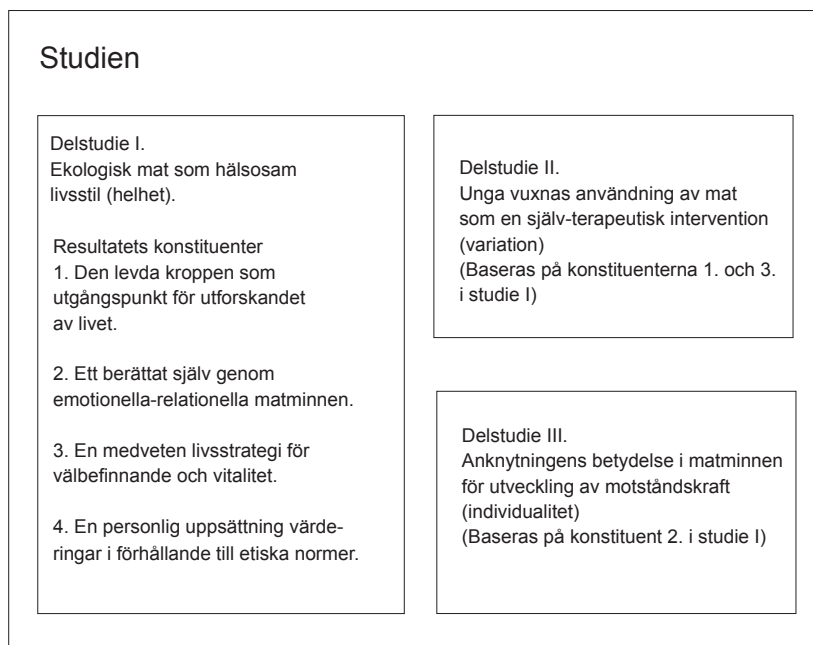 Studien
Delstudie I.
Ekologisk mat som hälsosam
livsstil (helhet).
Resultatets konstituenter
1. Den levda kroppen som
utgångspunkt för utforskandet
av livet.
2. Ett berättat själv genom
emotionella-relationella matminnen.
3. En medveten livsstrategi för
välbefinnande och vitalitet.
4. En personlig uppsättning värde-
ringar i förhållande till etiska normer.
Delstudie II.
Unga vuxnas användning av mat
som en själv-terapeutisk intervention
(variation)
(Baseras på konstituenterna 1. och 3.
i studie I)
Delstudie III.
Anknytningens betydelse i matminnen
för utveckling av motståndskraft
(individualitet)
(Baseras på konstituent 2. i studie I)